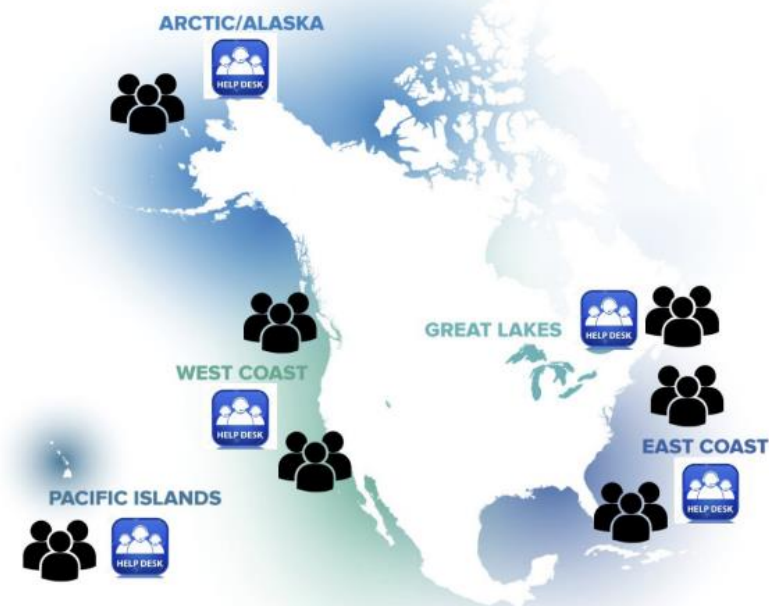 ARCTIC/ALASKA
HELP DESK
GREAT LAKES
HELP DESK
WEST COAST
HELP DESK
EAST COAST
HELP DESK
PACIFIC ISLANDS
HELP DESK